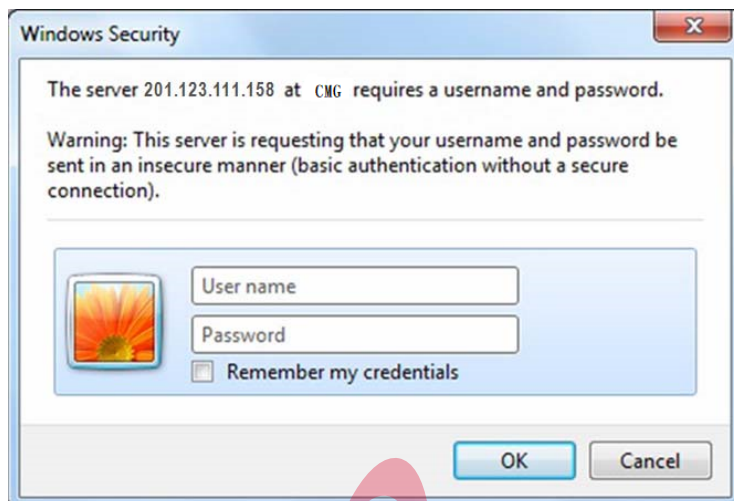 Windows Security
The server 201.123.111.158 at CMG requires a username and password.
Warning: This server is requesting that your username and password be
sent in an insecure manner (basic authentication without a secure
connection).
User name
Password
Remember my credentials
OK
Cancel